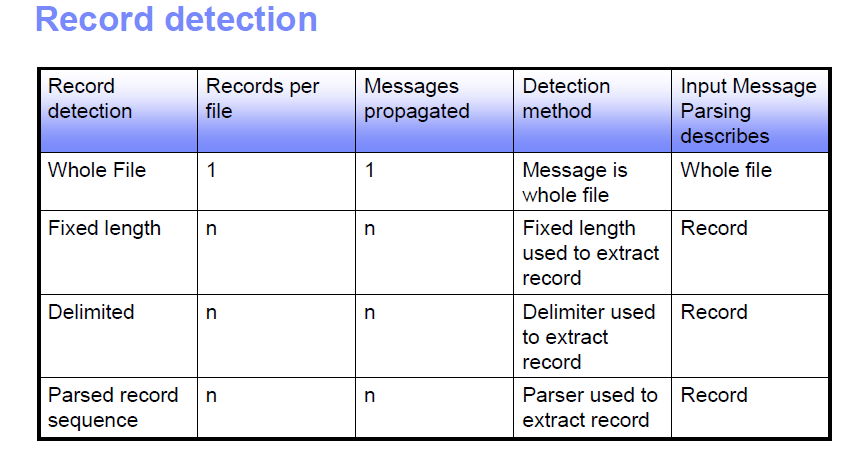 Record detection
Record detection | Records per file | Messages propagated | Detection method | Input Message Parsing describes
Whole File | 1 | 1 | Message is whole file | Whole file
Fixed length | n | n | Fixed length used to extract record | Record
Delimited | n | n | Delimiter used to extract record | Record
Parsed record sequence | n | n | Parser used to extract record | Record